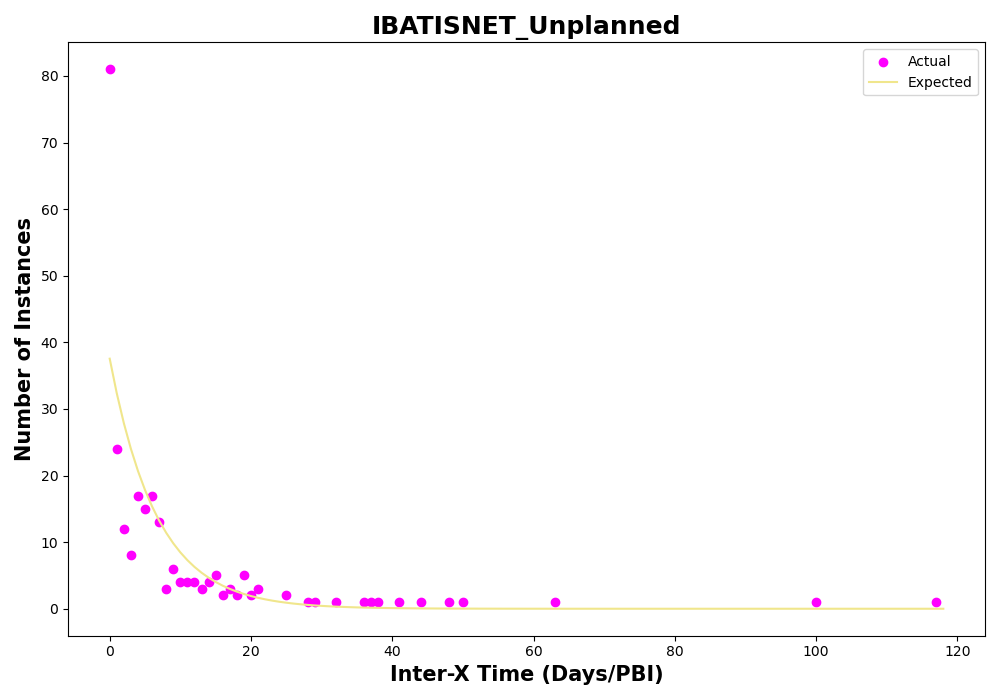 IBATISNET_Unplanned
Actual
Expected
Number of Instances
80
70
60
50
40
30
20
10
0
0 20 40 60 80 100 120
Inter-X Time (Days/PBI)